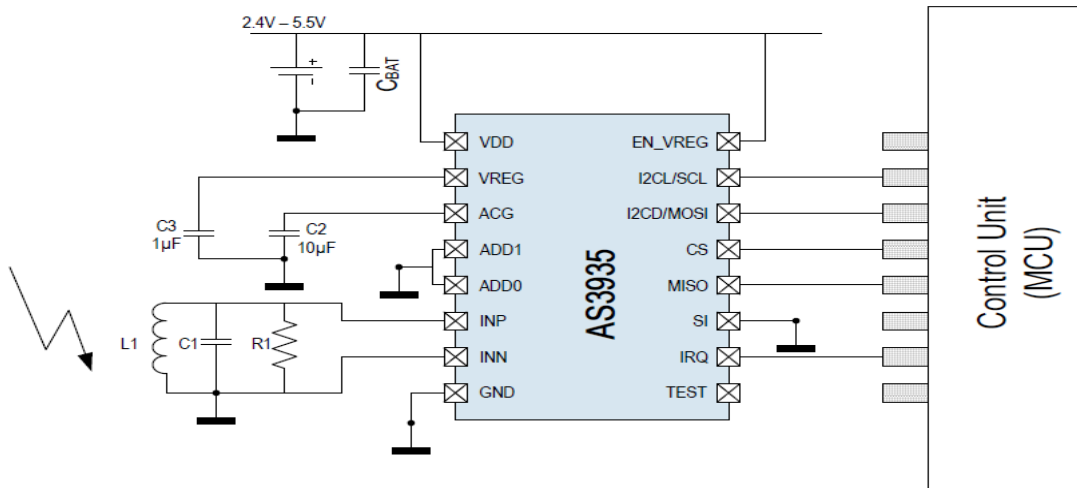 2.4V – 5.5V
+
–
CBAT
VDD
VREG
ACG
ADD1
ADD0
INP
INN
GND
AS3935
EN_VREG
I2CL/SCL
I2CD/MOSI
CS
MISO
SI
IRQ
TEST
C3
1µF
C2
10µF
L1
C1
R1
Control Unit
(MCU)